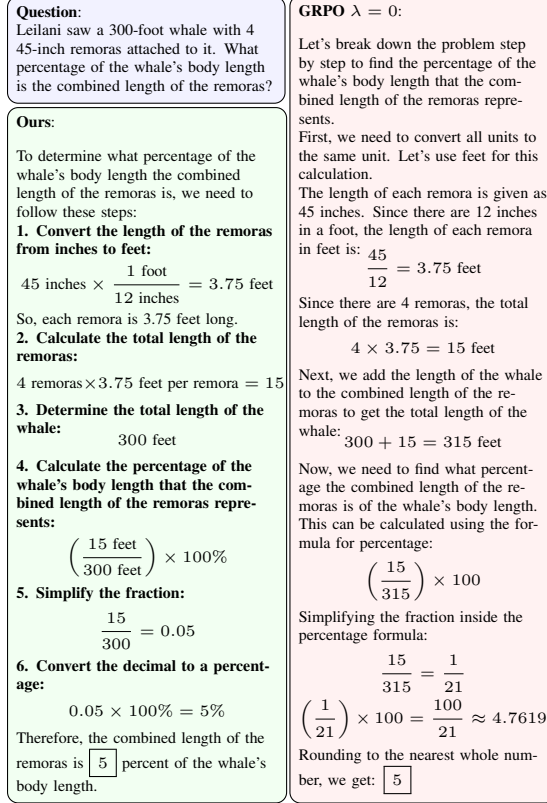 Question:
Leilani saw a 300-foot whale with 4
45-inch remoras attached to it. What
percentage of the whale's body length
is the combined length of the remoras?
Ours:
To determine what percentage of the
whale's body length the combined
length of the remoras is, we need to
follow these steps:
1. Convert the length of the remoras
from inches to feet:
45 inches × 1 foot / 12 inches = 3.75 feet
So, each remora is 3.75 feet long.
2. Calculate the total length of the
remoras:
4 remoras×3.75 feet per remora = 15
3. Determine the total length of the
whale:
300 feet
4. Calculate the percentage of the
whale's body length that the com-
bined length of the remoras repre-
sents:
(15 feet / 300 feet) × 100%
5. Simplify the fraction:
15 / 300 = 0.05
6. Convert the decimal to a percent-
age:
0.05 × 100% = 5%
Therefore, the combined length of the
remoras is 5 percent of the whale's
body length.
GRPO λ = 0:
Let's break down the problem step
by step to find the percentage of the
whale's body length that the com-
bined length of the remoras repre-
sents.
First, we need to convert all units to
the same unit. Let's use feet for this
calculation.
The length of each remora is given as
45 inches. Since there are 12 inches
in a foot, the length of each remora
in feet is:
45 / 12 = 3.75 feet
Since there are 4 remoras, the total
length of the remoras is:
4 × 3.75 = 15 feet
Next, we add the length of the whale
to the combined length of the re-
moras to get the total length of the
whale:
300 + 15 = 315 feet
Now, we need to find what percent-
age the combined length of the re-
moras is of the whale's body length.
This can be calculated using the for-
mula for percentage:
(15 / 315) × 100
Simplifying the fraction inside the
percentage formula:
15 / 315 = 1 / 21
(1 / 21) × 100 = 100 / 21 ≈ 4.7619
Rounding to the nearest whole num-
ber, we get: 5